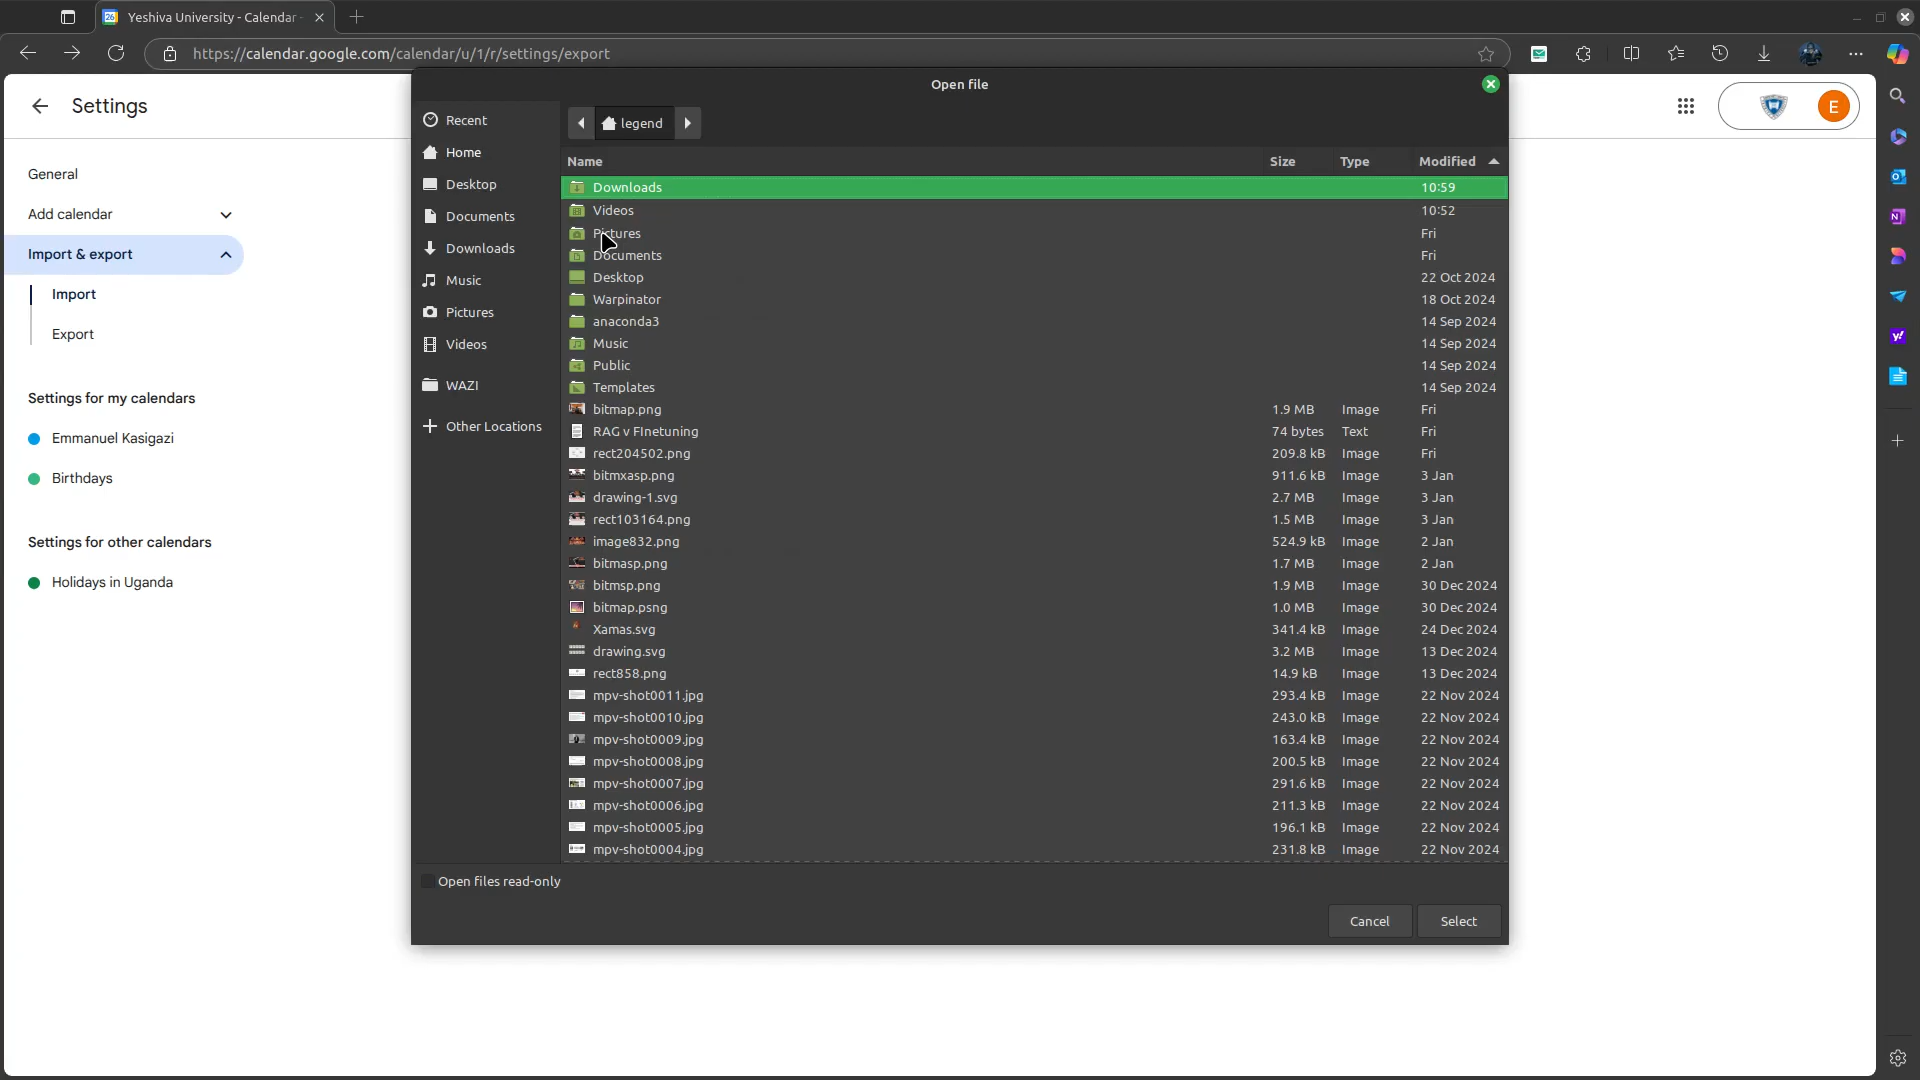 Yeshiva University - Calendar -
https://calendar.google.com/calendar/u/1/r/settings/export
Open file
Settings
E
General
Add calendar
Import & export
Import
Export
Settings for my calendars
Emmanuel Kasigazi
Birthdays
Settings for other calendars
Holidays in Uganda
Recent
Home
Desktop
Documents
Downloads
Music
Pictures
Videos
WAZI
Other Locations
legend
Name Size Type Modified
Downloads 10:59
Videos 10:52
Pictures Fri
Documents Fri
Desktop 22 Oct 2024
Warpinator 18 Oct 2024
anaconda3 14 Sep 2024
Music 14 Sep 2024
Public 14 Sep 2024
Templates 14 Sep 2024
bitmap.png 1.9 MB Image Fri
RAG v FInetuning 74 bytes Text Fri
rect204502.png 209.8 kB Image Fri
bitmxasp.png 911.6 kB Image 3 Jan
drawing-1.svg 2.7 MB Image 3 Jan
rect103164.png 1.5 MB Image 3 Jan
image832.png 524.9 kB Image 2 Jan
bitmasp.png 1.7 MB Image 2 Jan
bitmsp.png 1.9 MB Image 30 Dec 2024
bitmap.psng 1.0 MB Image 30 Dec 2024
Xamas.svg 341.4 kB Image 24 Dec 2024
drawing.svg 3.2 MB Image 13 Dec 2024
rect858.png 14.9 kB Image 13 Dec 2024
mpv-shot0011.jpg 293.4 kB Image 22 Nov 2024
mpv-shot0010.jpg 243.0 kB Image 22 Nov 2024
mpv-shot0009.jpg 163.4 kB Image 22 Nov 2024
mpv-shot0008.jpg 200.5 kB Image 22 Nov 2024
mpv-shot0007.jpg 291.6 kB Image 22 Nov 2024
mpv-shot0006.jpg 211.3 kB Image 22 Nov 2024
mpv-shot0005.jpg 196.1 kB Image 22 Nov 2024
mpv-shot0004.jpg 231.8 kB Image 22 Nov 2024
Open files read-only
Cancel Select